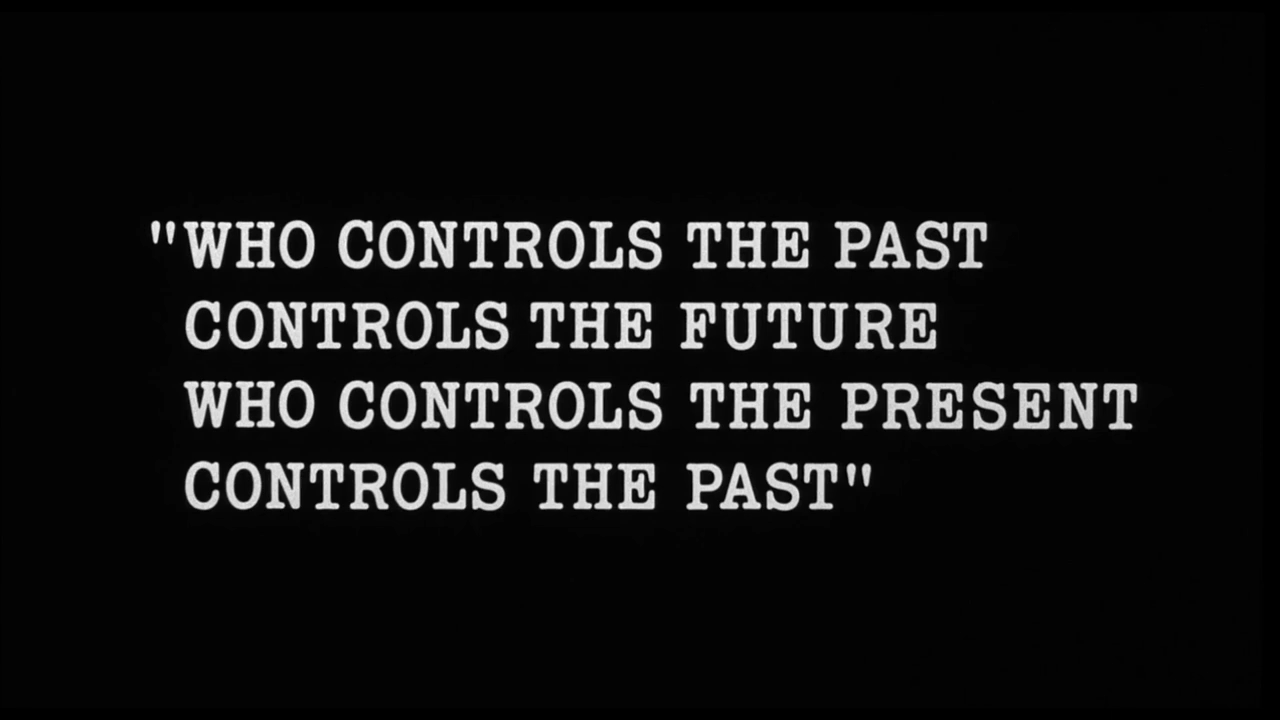 "WHO CONTROLS THE PAST
CONTROLS THE FUTURE
WHO CONTROLS THE PRESENT
CONTROLS THE PAST"